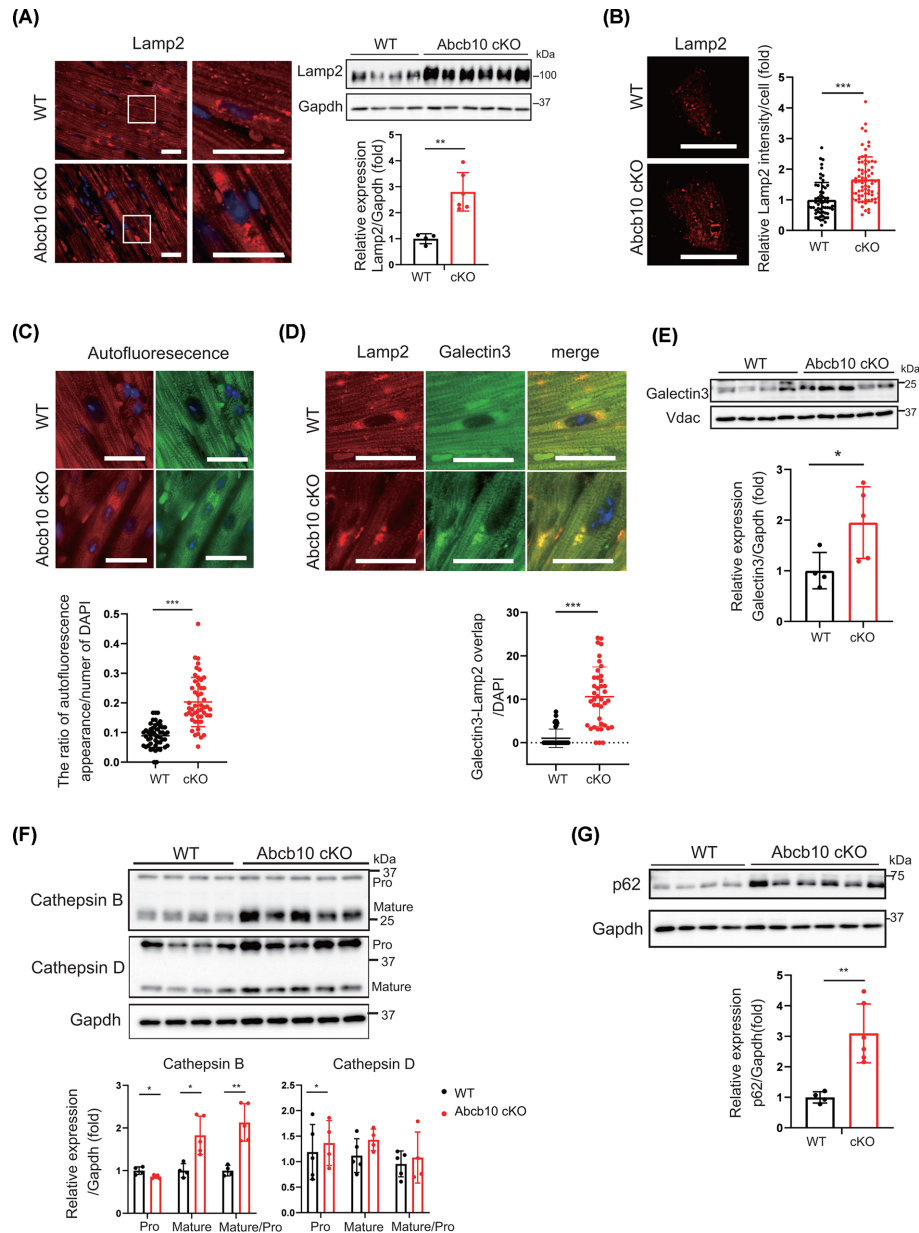 (A)
Lamp2
WT
Abcb10 cKO
WT
Abcb10 cKO
kDa
Lamp2
100
Gapdh
37
Relative expression
Lamp2/Gapdh (fold)
5
4
3
2
1
0
**
WT
cKO
(B)
Lamp2
WT
Abcb10 cKO
Relative Lamp2 intensity/cell (fold)
5
4
3
2
1
0
***
WT
cKO
(C)
Autofluoresecence
WT
Abcb10 cKO
The ratio of autofluorescence
appearance/numer of DAPI
0.5
0.4
0.3
0.2
0.1
0.0
***
WT
cKO
(D)
Lamp2
Galectin3
merge
WT
Abcb10 cKO
Galectin3-Lamp2 overlap
/DAPI
30
20
10
0
***
WT
cKO
(E)
WT
Abcb10 cKO
kDa
Galectin3
25
Vdac
37
Relative expression
Galectin3/Gapdh (fold)
3
2
1
0
*
WT
cKO
(F)
WT
Abcb10 cKO
kDa
37
Pro
Cathepsin B
Mature
25
Pro
37
Cathepsin D
Mature
Gapdh
37
Cathepsin B
Relative expression
/Gapdh (fold)
3
2
1
0
*
*
**
Pro
Mature
Mature/Pro
Cathepsin D
2.5
2.0
1.5
1.0
0.5
0.0
*
Pro
Mature
Mature/Pro
WT
Abcb10 cKO
(G)
WT
Abcb10 cKO
kDa
75
p62
Gapdh
37
Relative expression
p62/Gapdh(fold)
5
4
3
2
1
0
**
WT
cKO